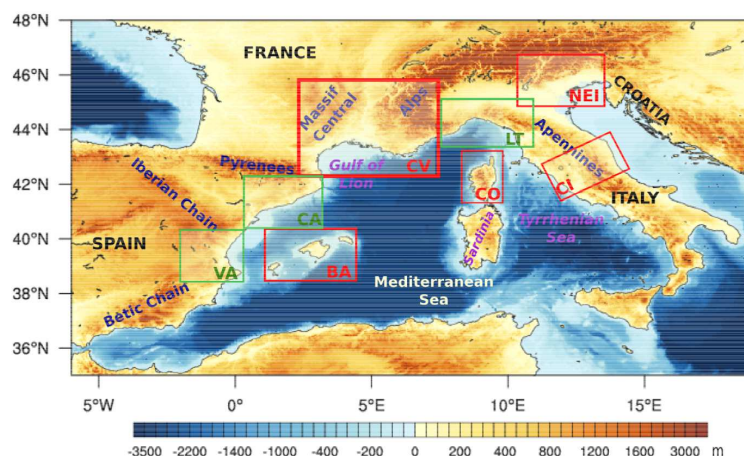 48°N
46°N
44°N
42°N
40°N
38°N
36°N
FRANCE
Massif
Central
Alps
NEI
CROATIA
LT
Apennines
Pyrenees
Gulf of
Lion
CV
CO
CI
ITALY
Iberian Chain
CA
Sardinia
Tyrrhenian
Sea
SPAIN
VA
BA
Mediterranean
Sea
Betic Chain
5°W
0°
5°E
10°E
15°E
-3500 -2200 -1400 -1000 -400 -200 0 200 400 800 1200 1600 3000 m